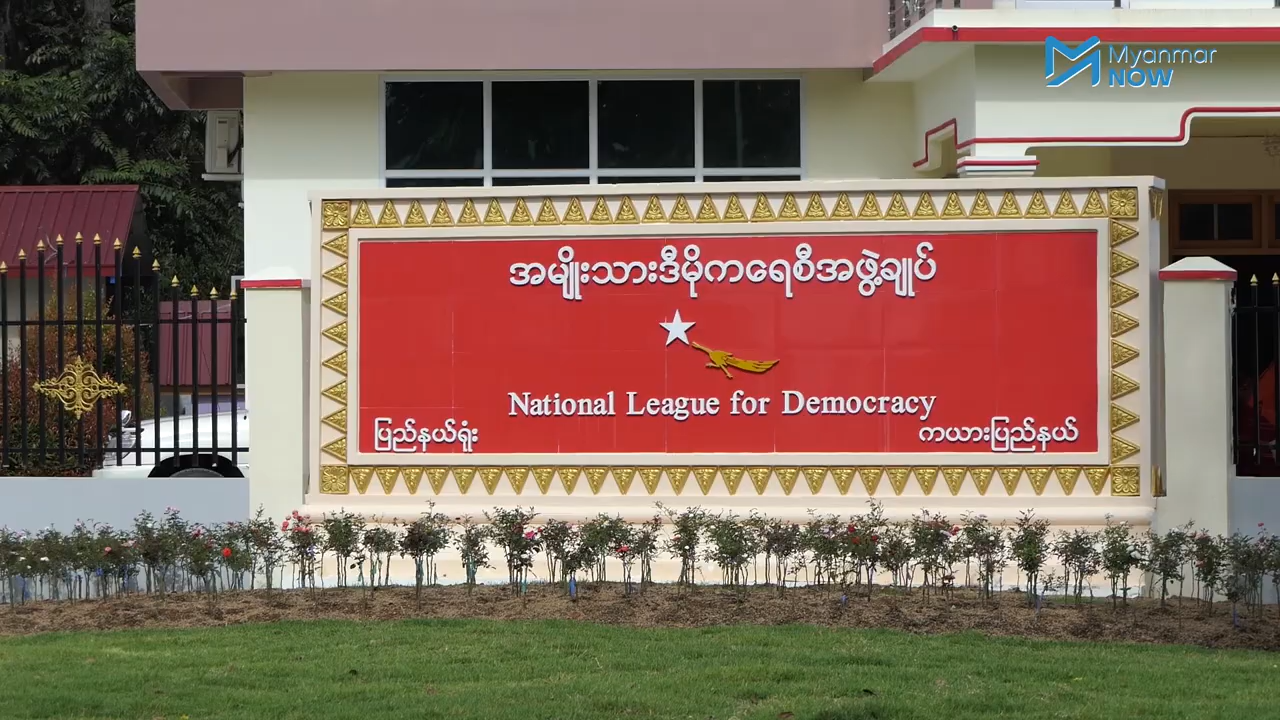 Myanmar
NOW
အမျိုးသားဒီမိုကရေစီအဖွဲ့ချုပ်
National League for Democracy
ပြည်နယ်ရုံး
ကယားပြည်နယ်